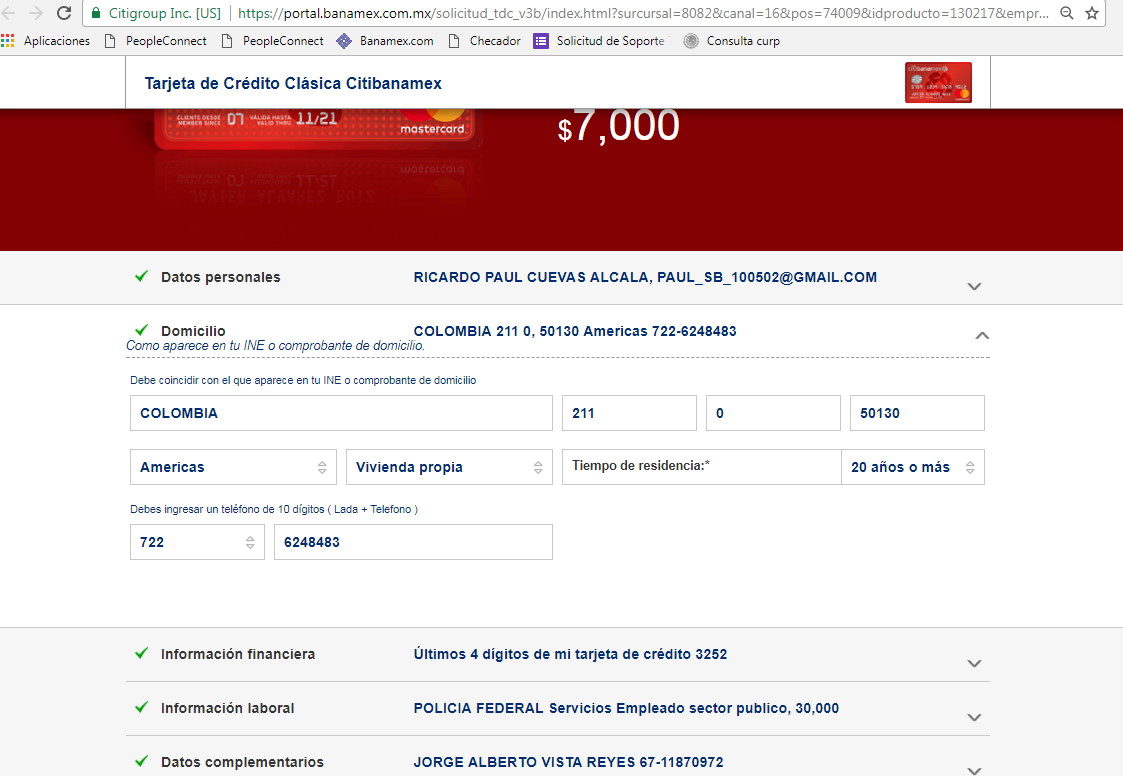 Citigroup Inc. [US] https://portal.banamex.com.mx/solicitud_tdc_v3b/index.html?surcursal=8082&canal=16&pos=74009&idproducto=130217&empr...
Aplicaciones PeopleConnect PeopleConnect Banamex.com Checador Solicitud de Soporte Consulta curp
Tarjeta de Crédito Clásica Citibanamex
CLIENTE DESDE MEMBER SINCE 07 VÁLIDA HASTA VALID THRU 11/21
mastercard
$7,000
JAVIER ALVAREZ RUIZ
Datos personales RICARDO PAUL CUEVAS ALCALA, PAUL_SB_100502@GMAIL.COM
Domicilio COLOMBIA 211 0, 50130 Americas 722-6248483
Como aparece en tu INE o comprobante de domicilio.
Debe coincidir con el que aparece en tu INE o comprobante de domicilio
COLOMBIA 211 0 50130
Americas Vivienda propia Tiempo de residencia:* 20 años o más
Debes ingresar un teléfono de 10 dígitos ( Lada + Telefono )
722 6248483
Información financiera Últimos 4 dígitos de mi tarjeta de crédito 3252
Información laboral POLICIA FEDERAL Servicios Empleado sector publico, 30,000
Datos complementarios JORGE ALBERTO VISTA REYES 67-11870972